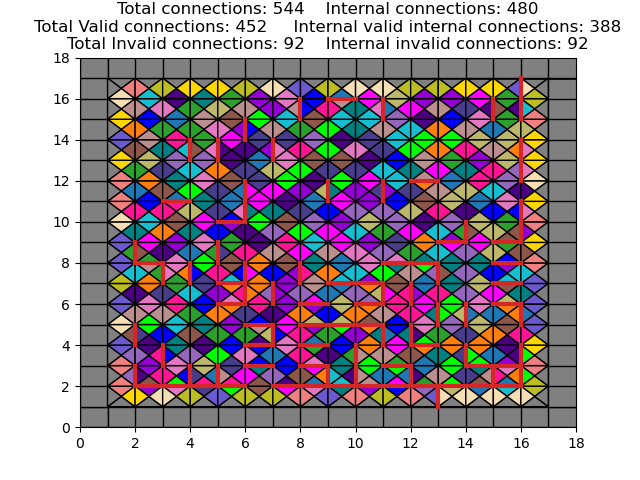 Total connections: 544    Internal connections: 480
Total Valid connections: 452     Internal valid internal connections: 388
Total Invalid connections: 92    Internal invalid connections: 92
18
16
14
12
10
8
6
4
2
0
0 2 4 6 8 10 12 14 16 18